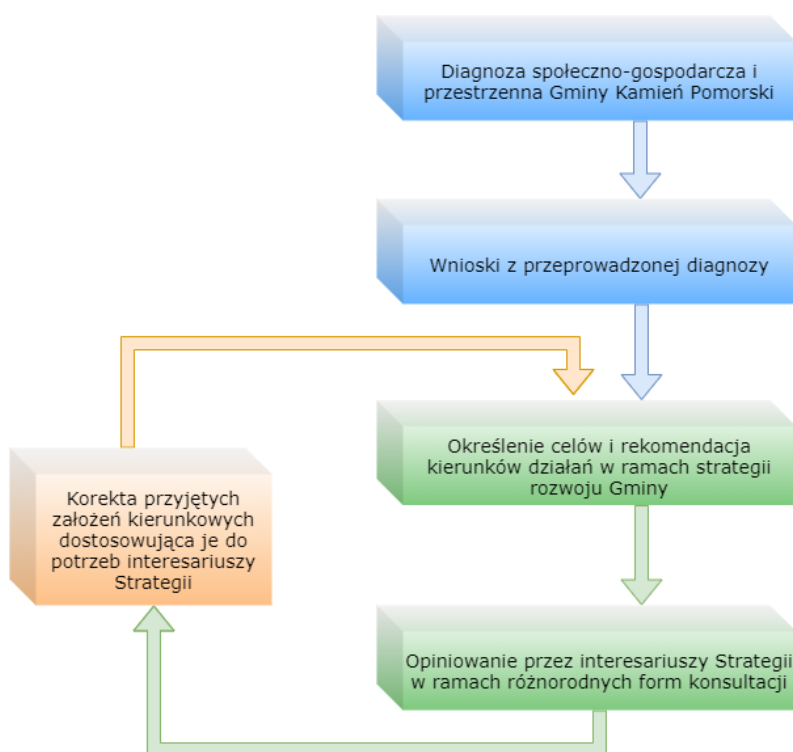 Diagnoza społeczno-gospodarcza i
przestrzenna Gminy Kamień Pomorski
Wnioski z przeprowadzonej diagnozy
Określenie celów i rekomendacja
kierunków działań w ramach strategii
rozwoju Gminy
Korekta przyjętych
założeń kierunkowych
dostosowująca je do
potrzeb interesariuszy
Strategii
Opiniowanie przez interesariuszy Strategii
w ramach różnorodnych form konsultacji